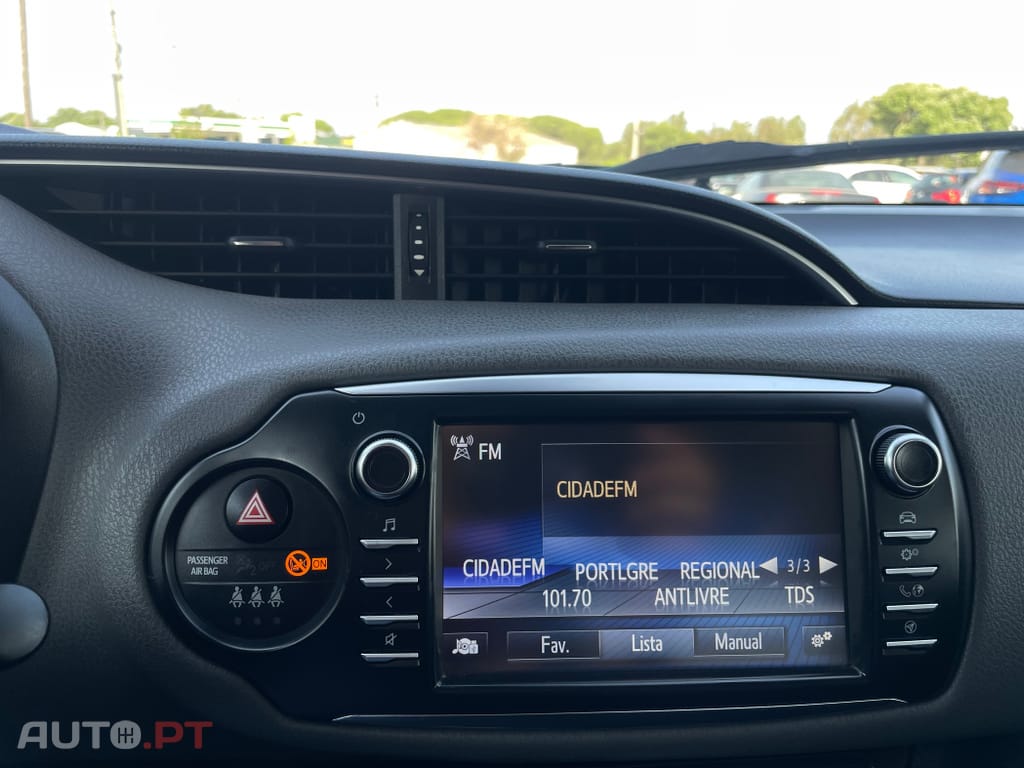 FM
CIDADEFM
CIDADEFM PORTLGRE REGIONAL 3/3
101.70 ANTLIVRE TDS
Fav. Lista Manual
PASSENGER
AIR BAG
OFF
ON
AUTO.PT